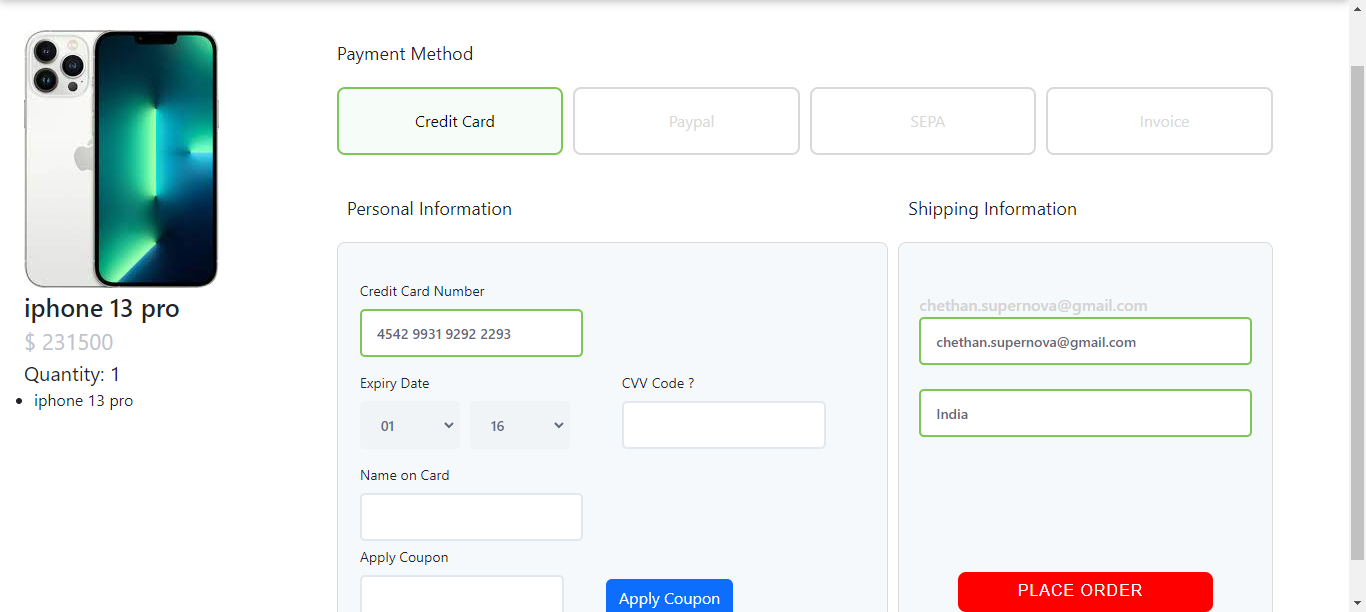 iphone 13 pro
$ 231500
Quantity: 1
iphone 13 pro
Payment Method
Credit Card
Paypal
SEPA
Invoice
Personal Information
Credit Card Number
4542 9931 9292 2293
Expiry Date
CVV Code ?
01
16
Name on Card
Apply Coupon
Apply Coupon
Shipping Information
chethan.supernova@gmail.com
chethan.supernova@gmail.com
India
PLACE ORDER